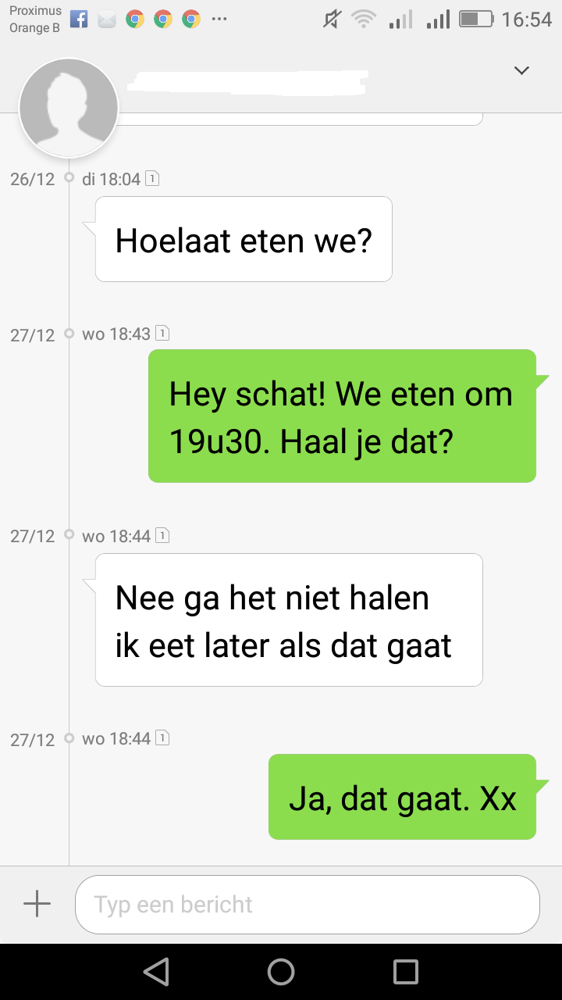 Proximus
Orange B
16:54
26/12 di 18:04 1
Hoelaat eten we?
27/12 wo 18:43 1
Hey schat! We eten om
19u30. Haal je dat?
27/12 wo 18:44 1
Nee ga het niet halen
ik eet later als dat gaat
27/12 wo 18:44 1
Ja, dat gaat. Xx
Typ een bericht